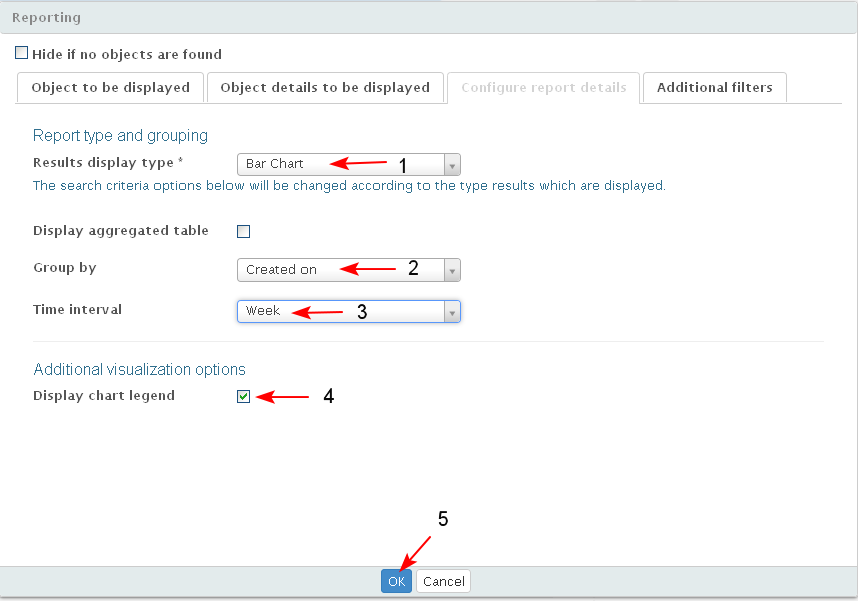 Reporting
Hide if no objects are found
Object to be displayed Object details to be displayed Configure report details Additional filters
Report type and grouping
Results display type * Bar Chart 1
The search criteria options below will be changed according to the type results which are displayed.
Display aggregated table
Group by Created on 2
Time interval Week 3
Additional visualization options
Display chart legend 4
5
OK Cancel